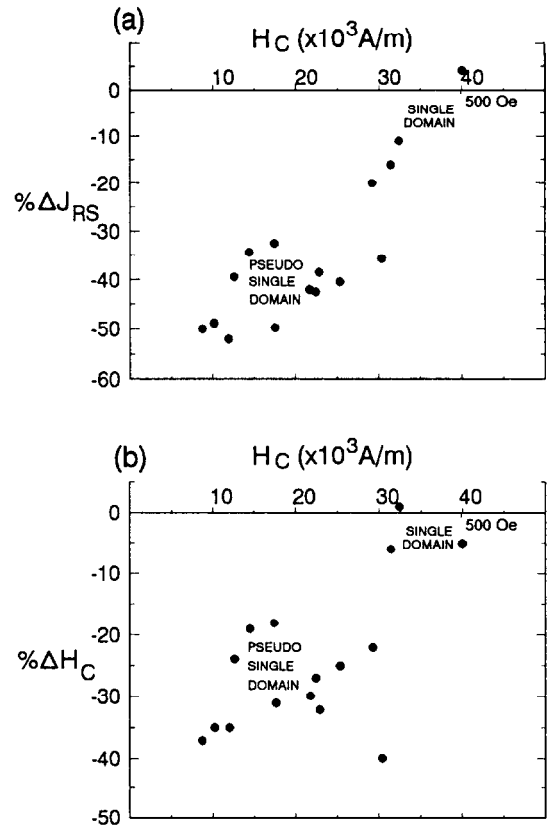 (a)
H_C (x10^3A/m)
10 20 30 40
500 Oe
0
-10
-20
-30
-40
-50
-60
%ΔJ_RS
SINGLE
DOMAIN
PSEUDO
SINGLE
DOMAIN
(b)
H_C (x10^3A/m)
10 20 30 40
500 Oe
0
-10
-20
-30
-40
-50
%ΔH_C
SINGLE
DOMAIN
PSEUDO
SINGLE
DOMAIN